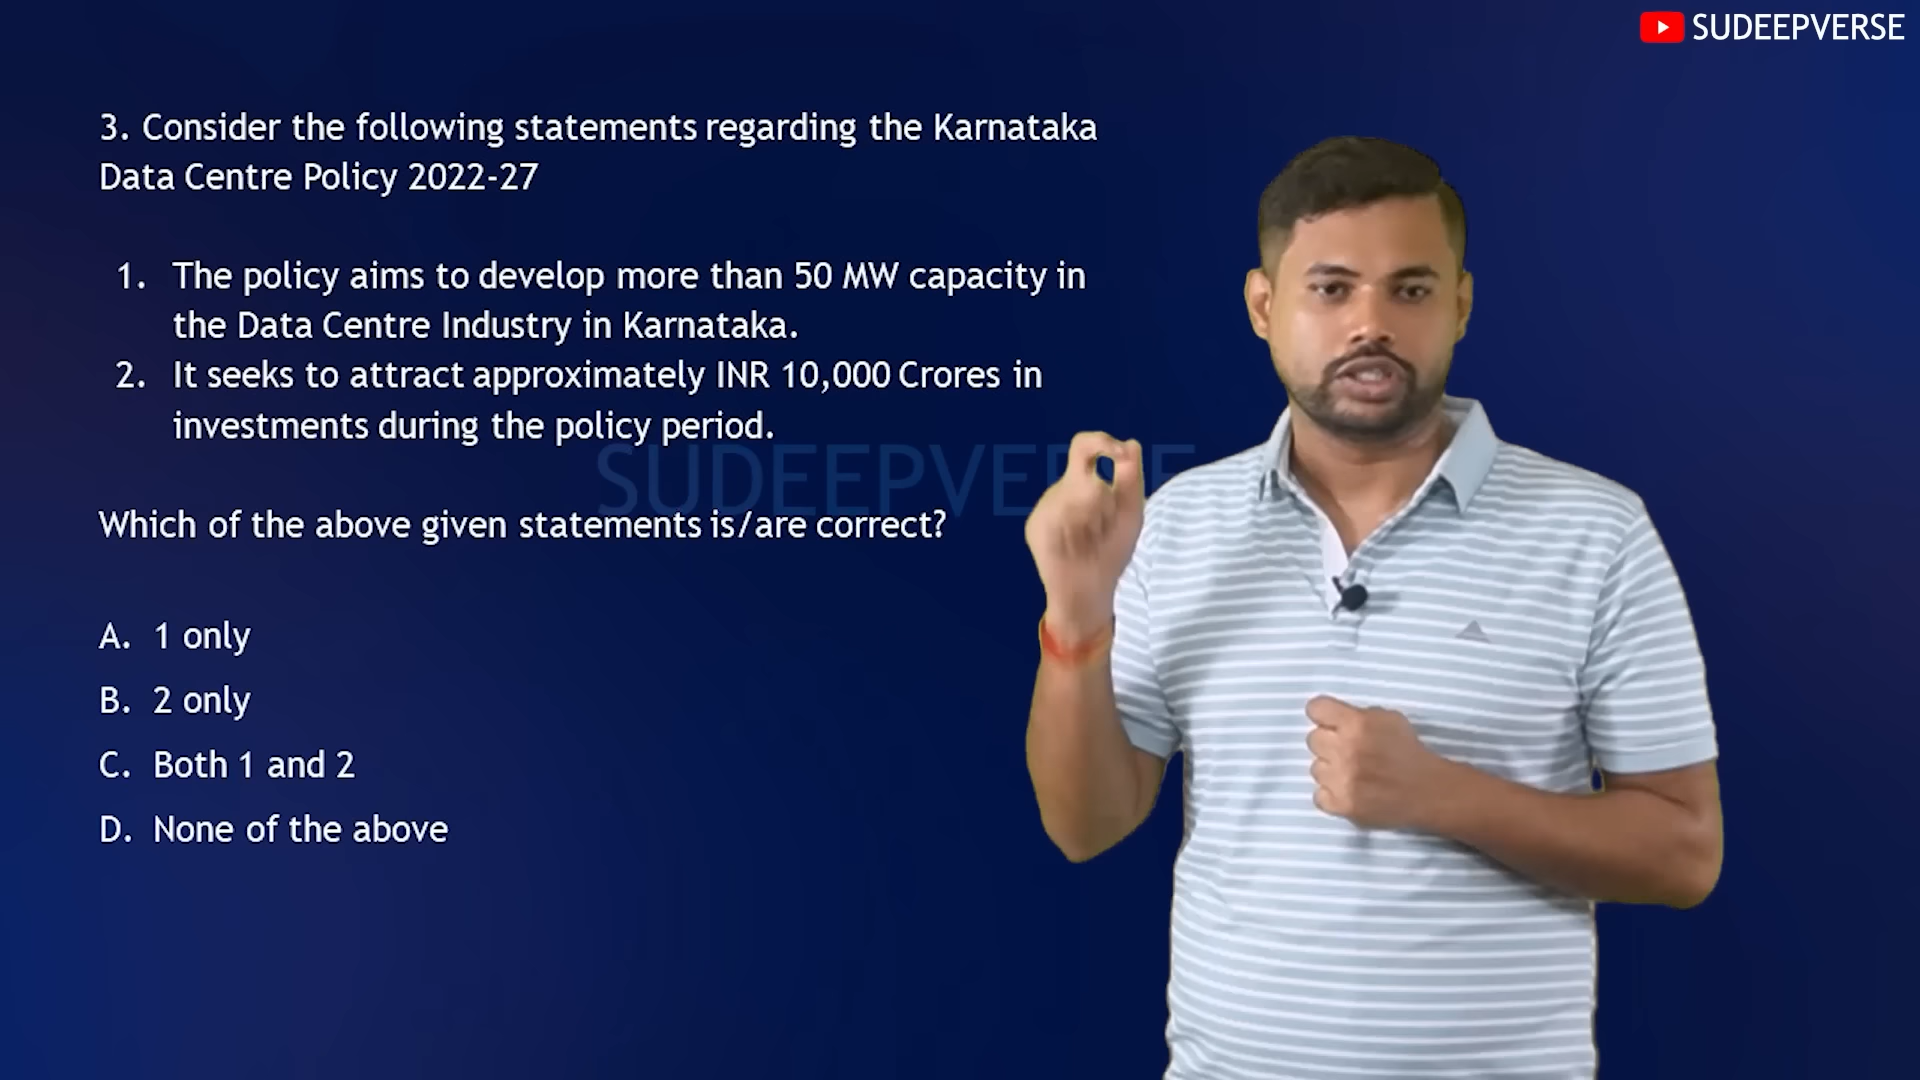 SUDEEPVERSE
3. Consider the following statements regarding the Karnataka
Data Centre Policy 2022-27
1. The policy aims to develop more than 50 MW capacity in
the Data Centre Industry in Karnataka.
2. It seeks to attract approximately INR 10,000 Crores in
investments during the policy period.
SUDEEPVERSE
Which of the above given statements is/are correct?
A. 1 only
B. 2 only
C. Both 1 and 2
D. None of the above